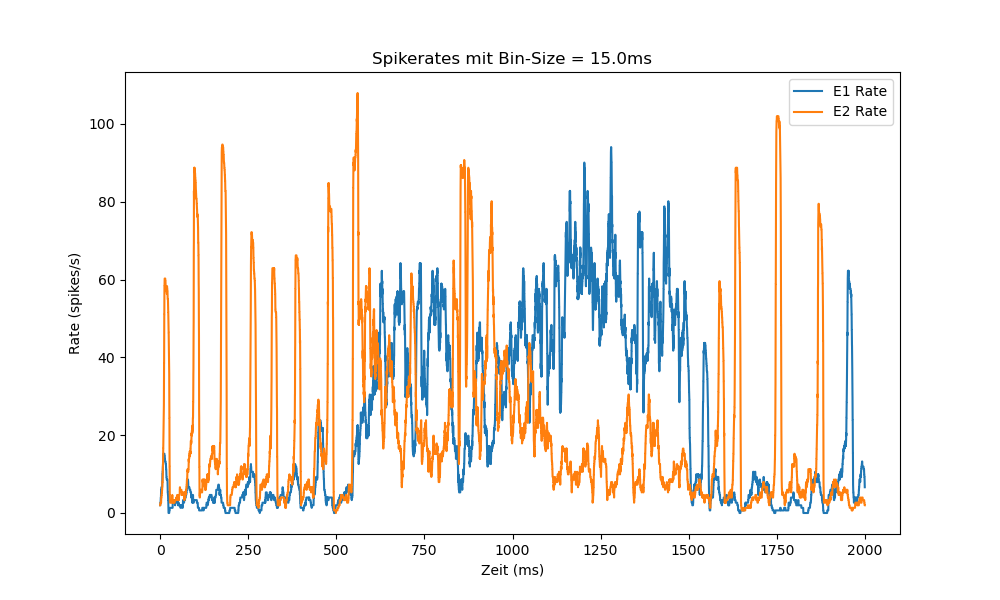 Spikerates mit Bin-Size = 15.0ms
E1 Rate
E2 Rate
100
80
60
40
20
0
Rate (spikes/s)
0 250 500 750 1000 1250 1500 1750 2000
Zeit (ms)